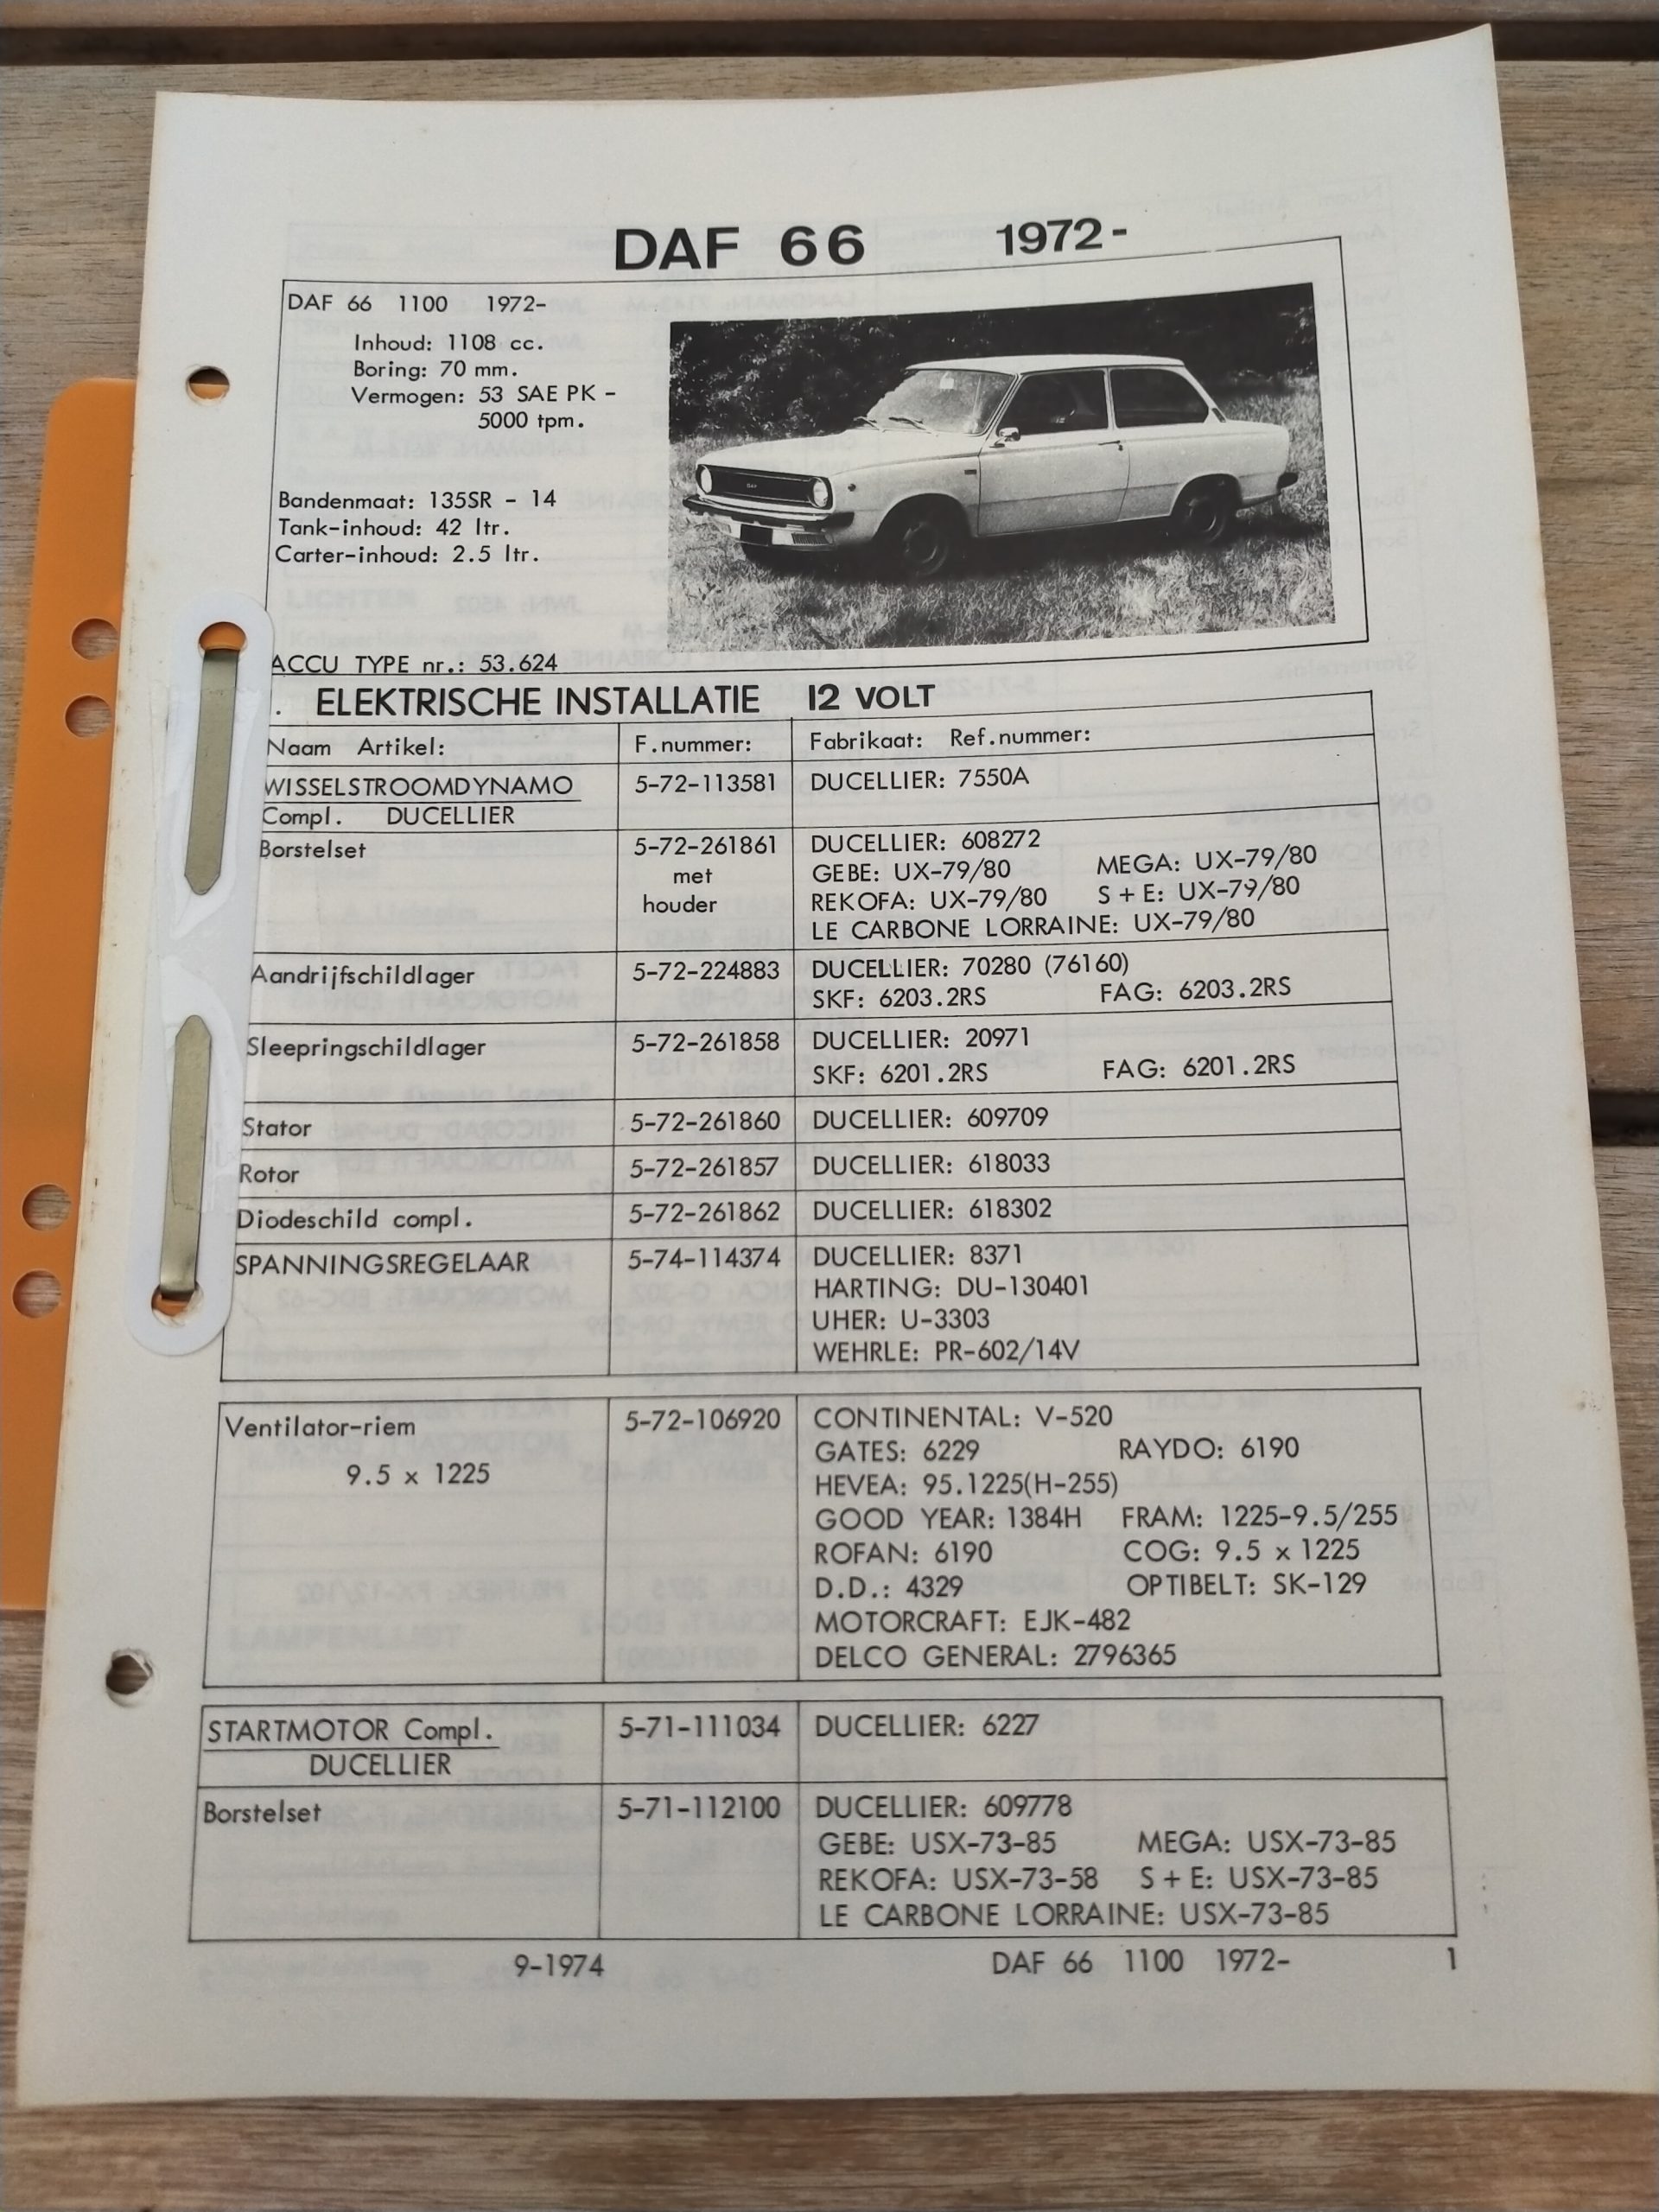 DAF 66 1972-
DAF 66 1100 1972-
Inhoud: 1108 cc.
Boring: 70 mm.
Vermogen: 53 SAE PK -
5000 tpm.
Bandenmaat: 135SR - 14
Tank-inhoud: 42 ltr.
Carter-inhoud: 2.5 ltr.
ACCU TYPE nr.: 53.624
. ELEKTRISCHE INSTALLATIE 12 VOLT
Naam Artikel: F.nummer: Fabrikaat: Ref.nummer:
WISSELSTROOMDYNAMO 5-72-113581 DUCELLIER: 7550A
Compl. DUCELLIER
Borstelset 5-72-261861 DUCELLIER: 608272
met GEBE: UX-79/80 MEGA: UX-79/80
houder REKOFA: UX-79/80 S + E: UX-79/80
LE CARBONE LORRAINE: UX-79/80
Aandrijfschildlager 5-72-224883 DUCELLIER: 70280 (76160)
SKF: 6203.2RS FAG: 6203.2RS
Sleepringschildlager 5-72-261858 DUCELLIER: 20971
SKF: 6201.2RS FAG: 6201.2RS
Stator 5-72-261860 DUCELLIER: 609709
Rotor 5-72-261857 DUCELLIER: 618033
Diodeschild compl. 5-72-261862 DUCELLIER: 618302
SPANNINGSREGELAAR 5-74-114374 DUCELLIER: 8371
HARTING: DU-130401
UHER: U-3303
WEHRLE: PR-602/14V
Ventilator-riem 5-72-106920 CONTINENTAL: V-520
GATES: 6229 RAYDO: 6190
9.5 x 1225 HEVEA: 95.1225(H-255)
GOOD YEAR: 1384H FRAM: 1225-9.5/255
ROFAN: 6190 COG: 9.5 x 1225
D.D.: 4329 OPTIBELT: SK-129
MOTORCRAFT: EJK-482
DELCO GENERAL: 2796365
STARTMOTOR Compl. 5-71-111034 DUCELLIER: 6227
DUCELLIER
Borstelset 5-71-112100 DUCELLIER: 609778
GEBE: USX-73-85 MEGA: USX-73-85
REKOFA: USX-73-58 S + E: USX-73-85
LE CARBONE LORRAINE: USX-73-85
9-1974 DAF 66 1100 1972- 1